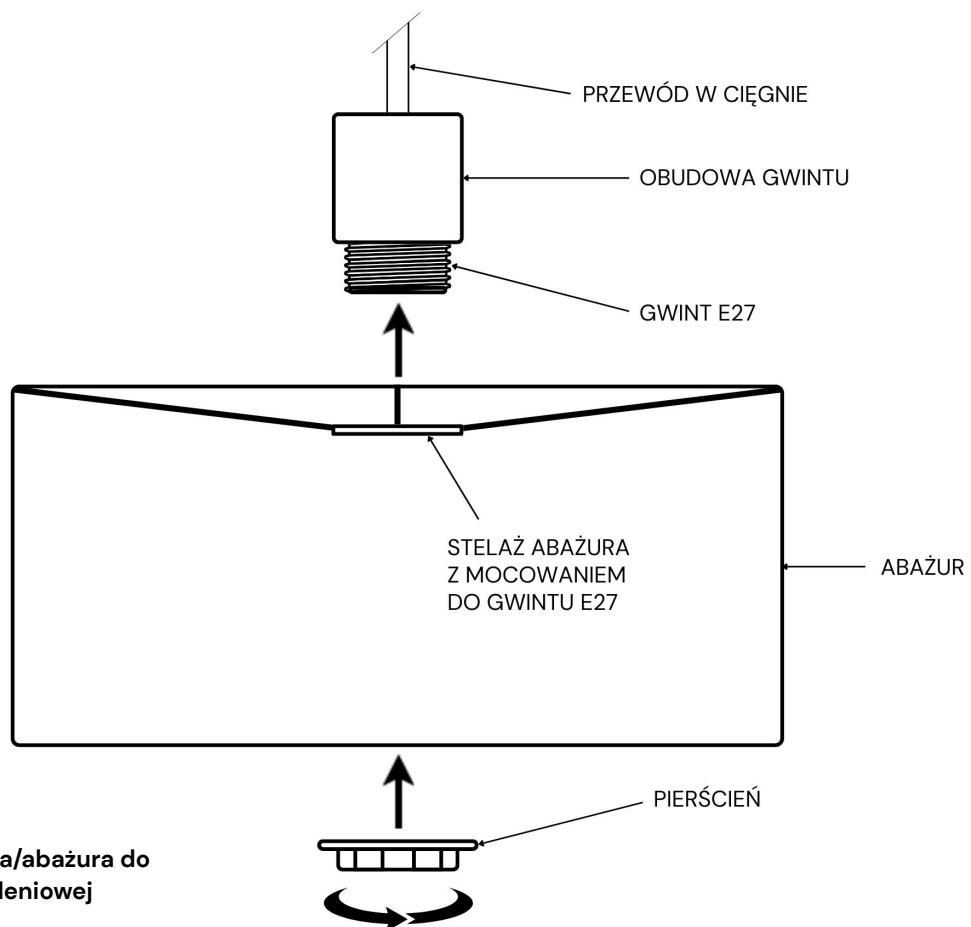 PRZEWÓD W CIĘGNIE
OBUDOWA GWINTU
GWINT E27
STELAŻ ABAŻURA
Z MOCOWANIEM
DO GWINTU E27
ABAŻUR
PIERŚCIEŃ
a/abażura do
leniowej